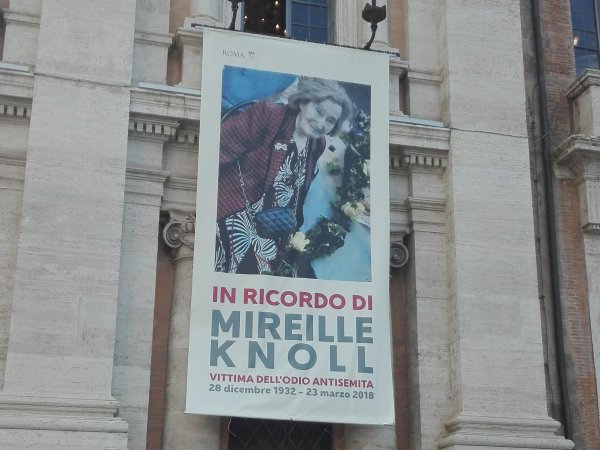 ROMA
IN RICORDO DI
MIREILLE
KNOLL
VITTIMA DELL'ODIO ANTISEMITA
28 dicembre 1932 – 23 marzo 2018